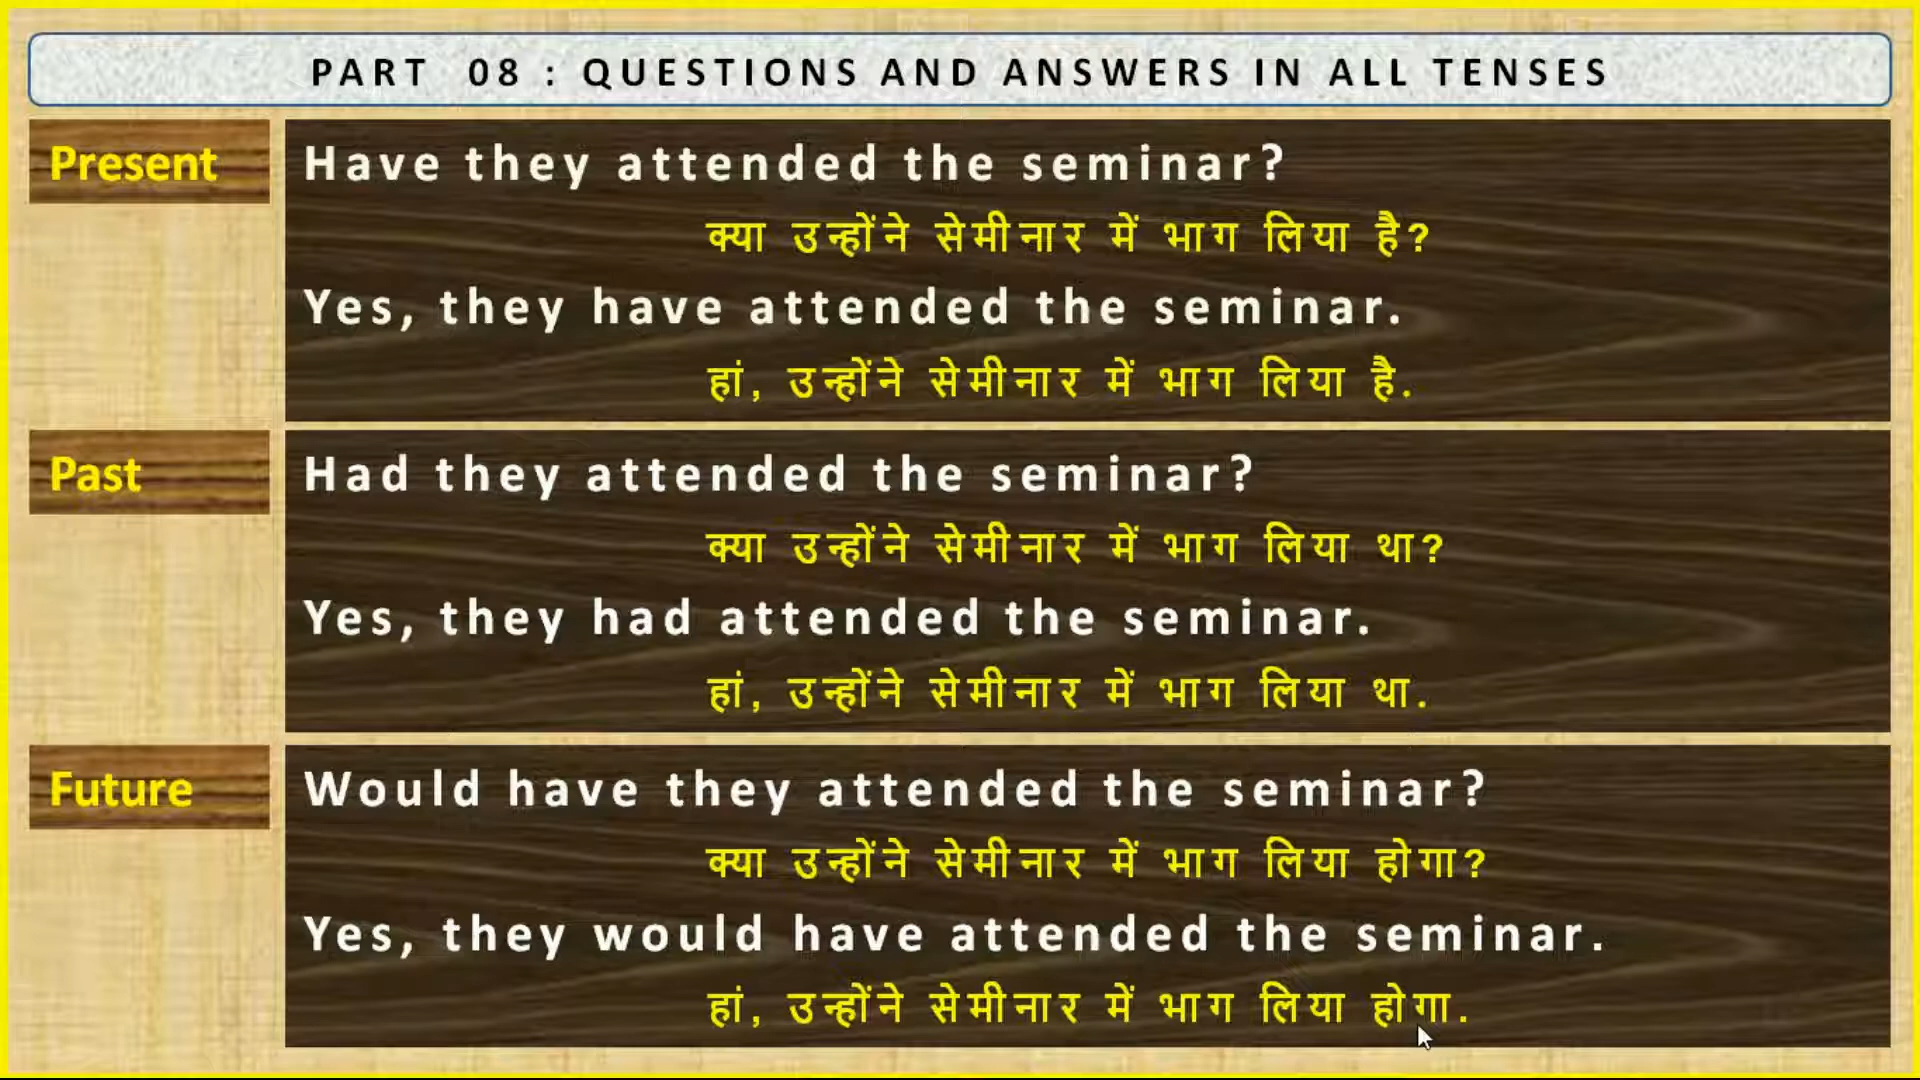 PART 08 : QUESTIONS AND ANSWERS IN ALL TENSES
Present
Have they attended the seminar?
क्या उन्होंने सेमीनार में भाग लिया है?
Yes, they have attended the seminar.
हां, उन्होंने सेमीनार में भाग लिया है.
Past
Had they attended the seminar?
क्या उन्होंने सेमीनार में भाग लिया था?
Yes, they had attended the seminar.
हां, उन्होंने सेमीनार में भाग लिया था.
Future
Would have they attended the seminar?
क्या उन्होंने सेमीनार में भाग लिया होगा?
Yes, they would have attended the seminar.
हां, उन्होंने सेमीनार में भाग लिया होगा.